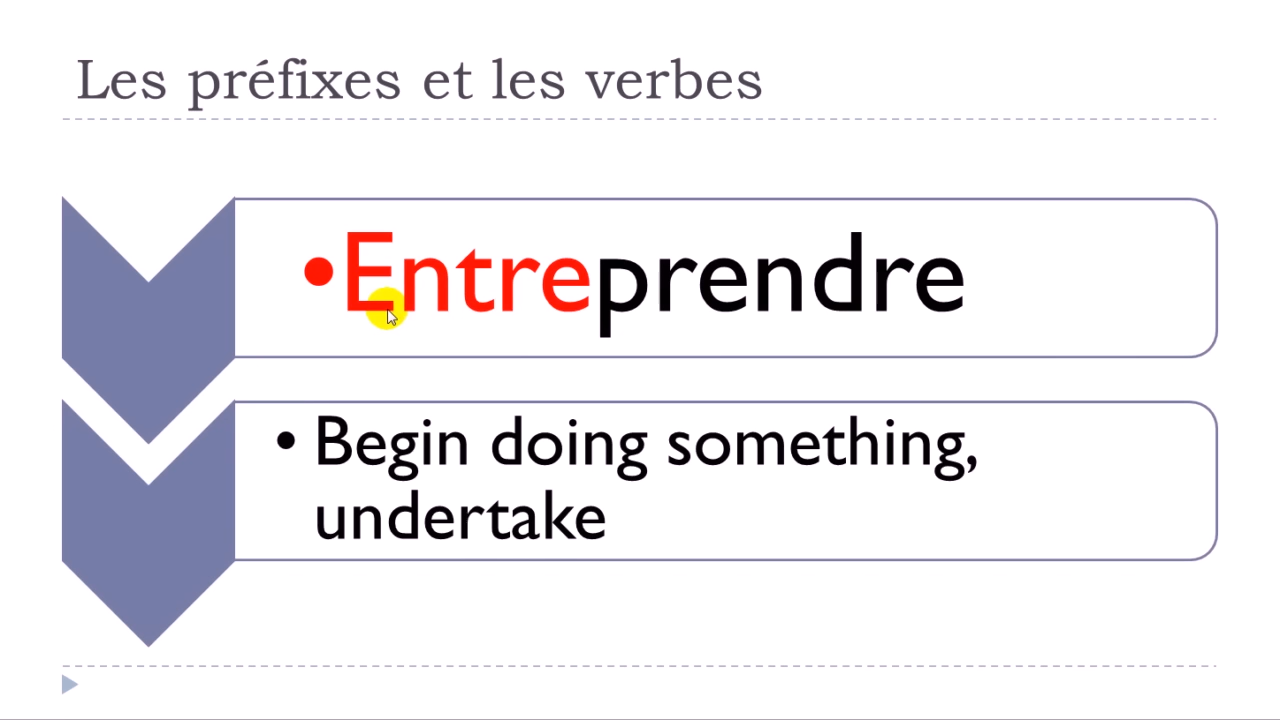 Les préfixes et les verbes
•Entreprendre
• Begin doing something,
undertake